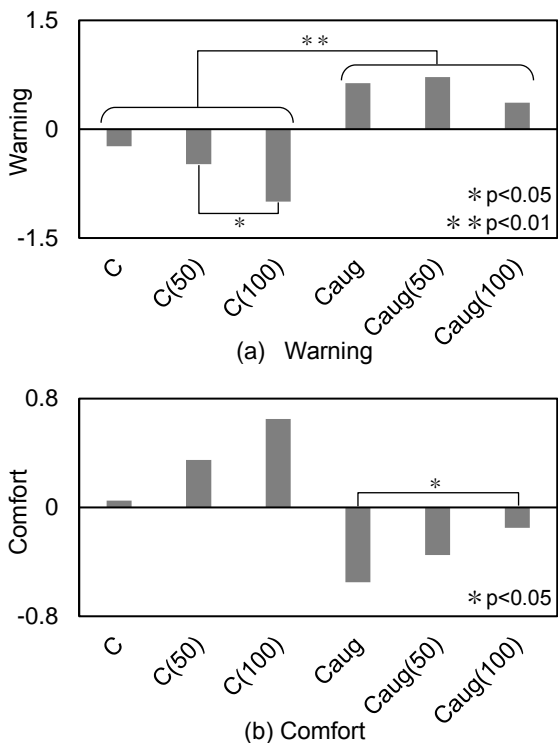 1.5
＊＊
Warning
0
＊
＊p<0.05
＊＊p<0.01
-1.5
C
C(50)
C(100)
Caug
Caug(50)
Caug(100)
(a) Warning
0.8
＊
Comfort
0
＊p<0.05
-0.8
C
C(50)
C(100)
Caug
Caug(50)
Caug(100)
(b) Comfort